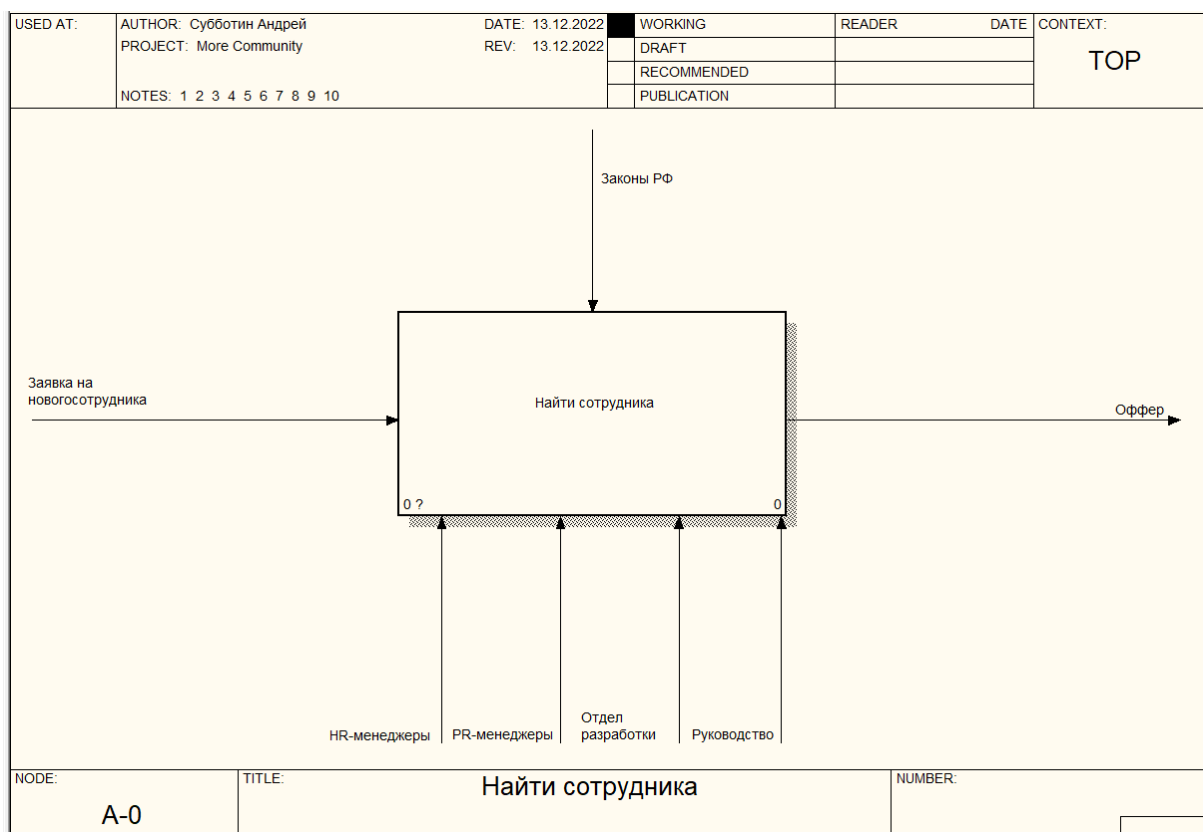 USED AT:
AUTHOR: Субботин Андрей
DATE: 13.12.2022
WORKING
READER
DATE
CONTEXT:
PROJECT: More Community
REV: 13.12.2022
DRAFT
TOP
RECOMMENDED
NOTES: 1 2 3 4 5 6 7 8 9 10
PUBLICATION
Законы РФ
Заявка на
новогосотрудника
Найти сотрудника
Оффер
0 ?
0
HR-менеджеры
PR-менеджеры
Отдел
разработки
Руководство
NODE:
TITLE:
Найти сотрудника
NUMBER:
A-0